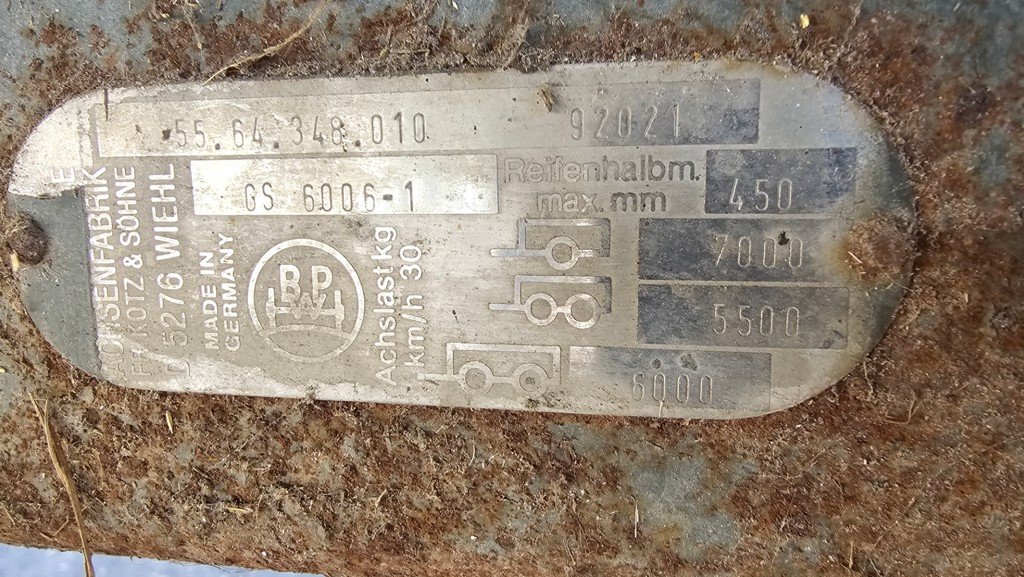 55.64.348.010 92021
GS 6006-1
Reifenhalbm.
max. mm
450
ACHSENFABRIK
KOTZ & SÖHNE
5276 WIEHL
MADE IN
GERMANY
BPW
Achslast kg
km/h 30
7000
5500
6000